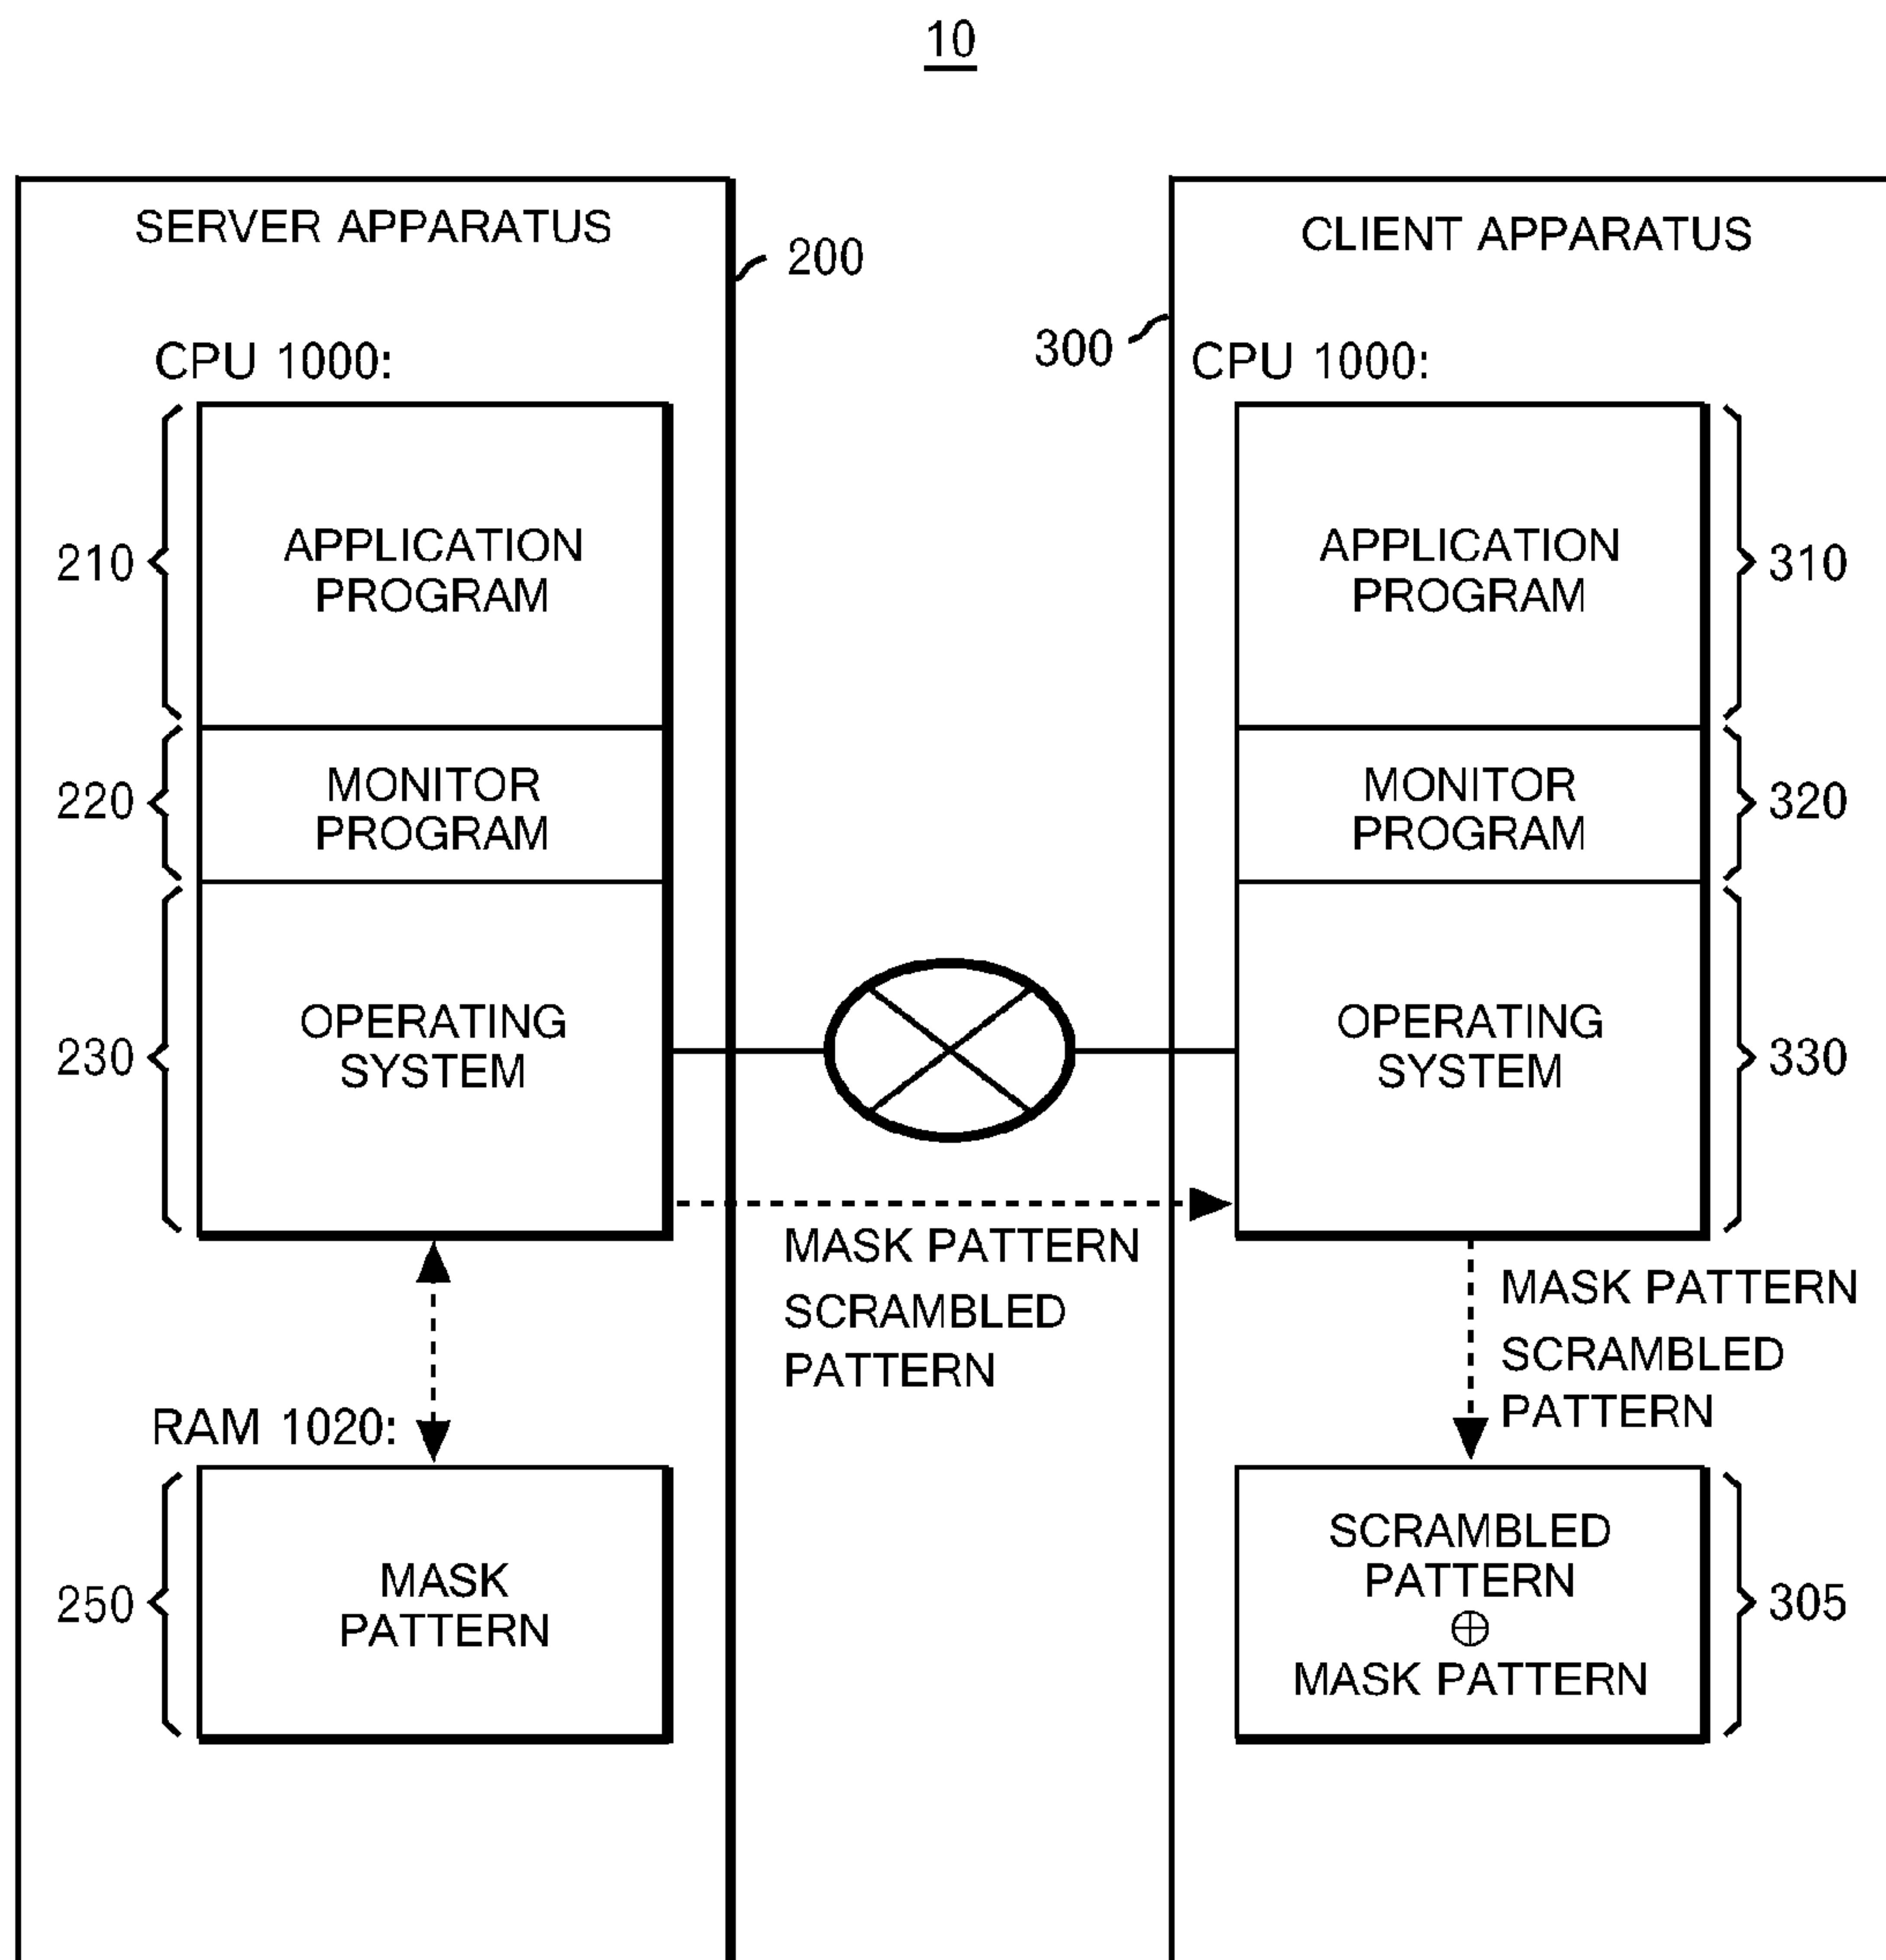 10
SERVER APPARATUS
200
CPU 1000:
210
APPLICATION
PROGRAM
220
MONITOR
PROGRAM
230
OPERATING
SYSTEM
MASK PATTERN
SCRAMBLED
PATTERN
RAM 1020:
250
MASK
PATTERN
CLIENT APPARATUS
300
CPU 1000:
APPLICATION
PROGRAM
310
MONITOR
PROGRAM
320
OPERATING
SYSTEM
330
MASK PATTERN
SCRAMBLED
PATTERN
SCRAMBLED
PATTERN
⊕
MASK PATTERN
305